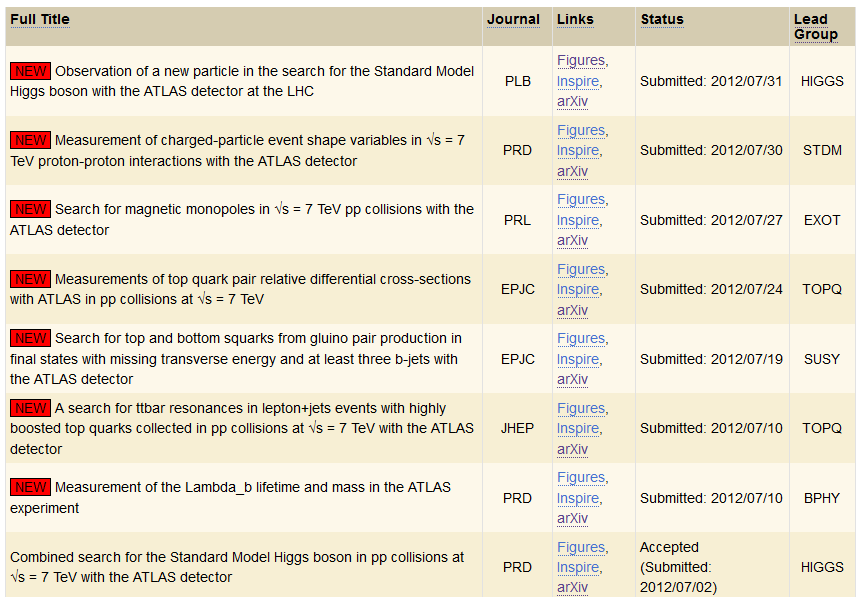 Full Title Journal Links Status Lead
Group
NEW Observation of a new particle in the search for the Standard Model
Higgs boson with the ATLAS detector at the LHC
PLB
Figures,
Inspire,
arXiv
Submitted: 2012/07/31
HIGGS
NEW Measurement of charged-particle event shape variables in √s = 7
TeV proton-proton interactions with the ATLAS detector
PRD
Figures,
Inspire,
arXiv
Submitted: 2012/07/30
STDM
NEW Search for magnetic monopoles in √s = 7 TeV pp collisions with the
ATLAS detector
PRL
Figures,
Inspire,
arXiv
Submitted: 2012/07/27
EXOT
NEW Measurements of top quark pair relative differential cross-sections
with ATLAS in pp collisions at √s = 7 TeV
EPJC
Figures,
Inspire,
arXiv
Submitted: 2012/07/24
TOPQ
NEW Search for top and bottom squarks from gluino pair production in
final states with missing transverse energy and at least three b-jets with
the ATLAS detector
EPJC
Figures,
Inspire,
arXiv
Submitted: 2012/07/19
SUSY
NEW A search for ttbar resonances in lepton+jets events with highly
boosted top quarks collected in pp collisions at √s = 7 TeV with the ATLAS
detector
JHEP
Figures,
Inspire,
arXiv
Submitted: 2012/07/10
TOPQ
NEW Measurement of the Lambda_b lifetime and mass in the ATLAS
experiment
PRD
Figures,
Inspire,
arXiv
Submitted: 2012/07/10
BPHY
Combined search for the Standard Model Higgs boson in pp collisions at
√s = 7 TeV with the ATLAS detector
PRD
Figures,
Inspire,
arXiv
Accepted
(Submitted:
2012/07/02)
HIGGS